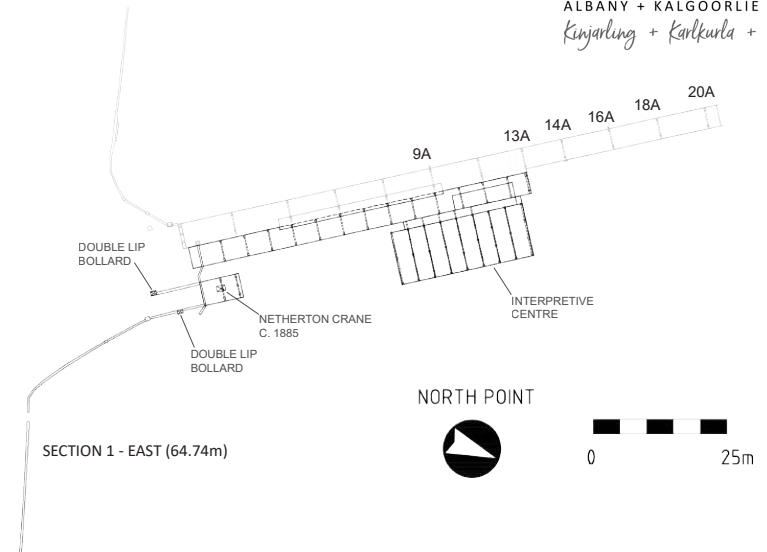 ALBANY + KALGOORLIE
Kinjarling + Karlkurla +
20A
18A
16A
14A
13A
9A
DOUBLE LIP
BOLLARD
INTERPRETIVE
CENTRE
NETHERTON CRANE
C. 1885
DOUBLE LIP
BOLLARD
NORTH POINT
SECTION 1 - EAST (64.74m)
0
25m